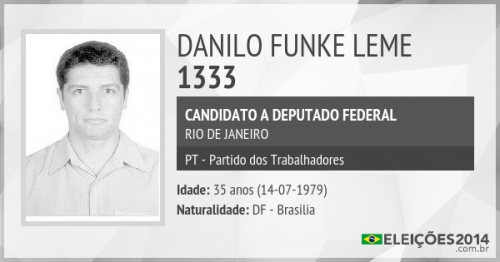 DANILO FUNKE LEME
1333
CANDIDATO A DEPUTADO FEDERAL
RIO DE JANEIRO
PT - Partido dos Trabalhadores
Idade: 35 anos (14-07-1979)
Naturalidade: DF - Brasilia
ELEIÇÕES2014
.com.br